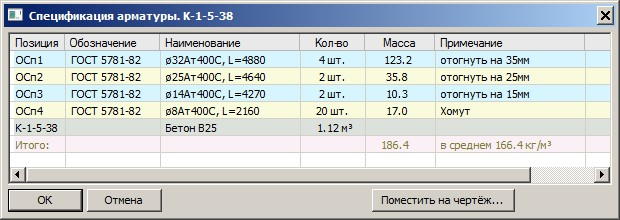 Спецификация арматуры. К-1-5-38
Позиция Обозначение Наименование Кол-во Масса Примечание
ОСп1 ГОСТ 5781-82 ø32Ат400С, L=4880 4 шт. 123.2 отогнуть на 35мм
ОСп2 ГОСТ 5781-82 ø25Ат400С, L=4640 2 шт. 35.8 отогнуть на 25мм
ОСп3 ГОСТ 5781-82 ø14Ат400С, L=4270 2 шт. 10.3 отогнуть на 15мм
ОСп4 ГОСТ 5781-82 ø8Ат400С, L=2160 20 шт. 17.0 Хомут
К-1-5-38 Бетон В25 1.12 м³
Итого: 186.4 в среднем 166.4 кг/м³
OK Отмена Поместить на чертёж...